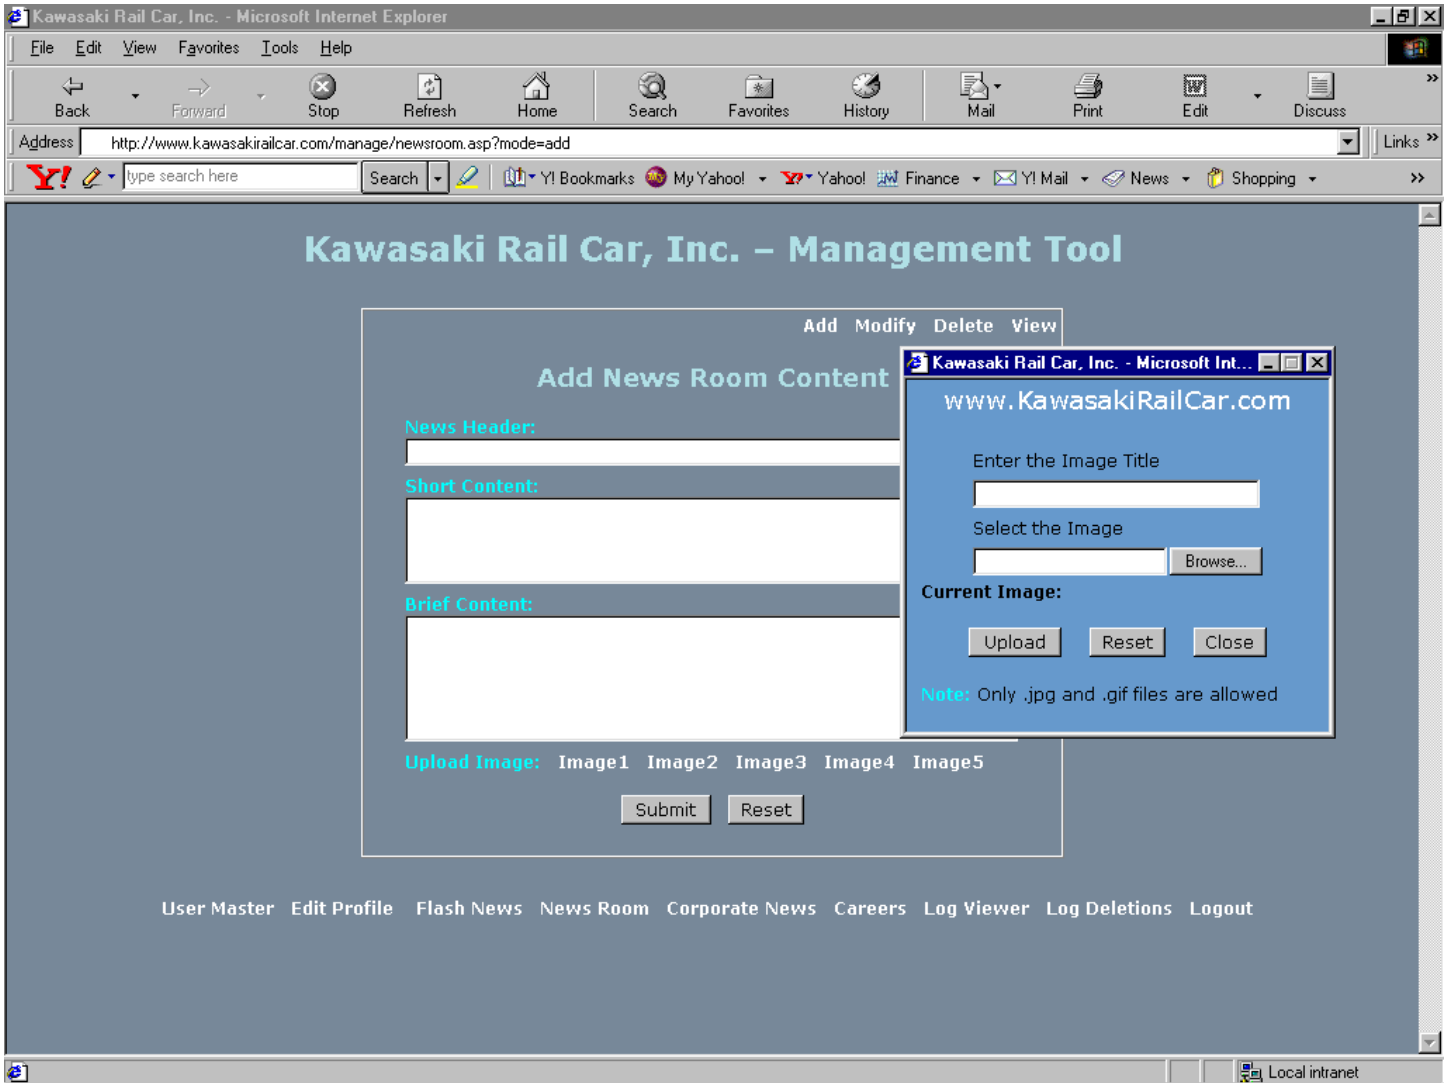 Kawasaki Rail Car, Inc. - Microsoft Internet Explorer
File Edit View Favorites Tools Help
Back Forward Stop Refresh Home Search Favorites History Mail Print Edit Discuss »
Address http://www.kawasakirailcar.com/manage/newsroom.asp?mode=add Links »
Y! type search here Search Y! Bookmarks My Yahoo! Yahoo! Finance Y! Mail News Shopping »
Kawasaki Rail Car, Inc. – Management Tool
Add Modify Delete View
Add News Room Content
News Header:
Short Content:
Brief Content:
Upload Image: Image1 Image2 Image3 Image4 Image5
Submit Reset
Kawasaki Rail Car, Inc. - Microsoft Int...
www.KawasakiRailCar.com
Enter the Image Title
Select the Image
Browse...
Current Image:
Upload Reset Close
Note: Only .jpg and .gif files are allowed
User Master Edit Profile Flash News News Room Corporate News Careers Log Viewer Log Deletions Logout
Local intranet